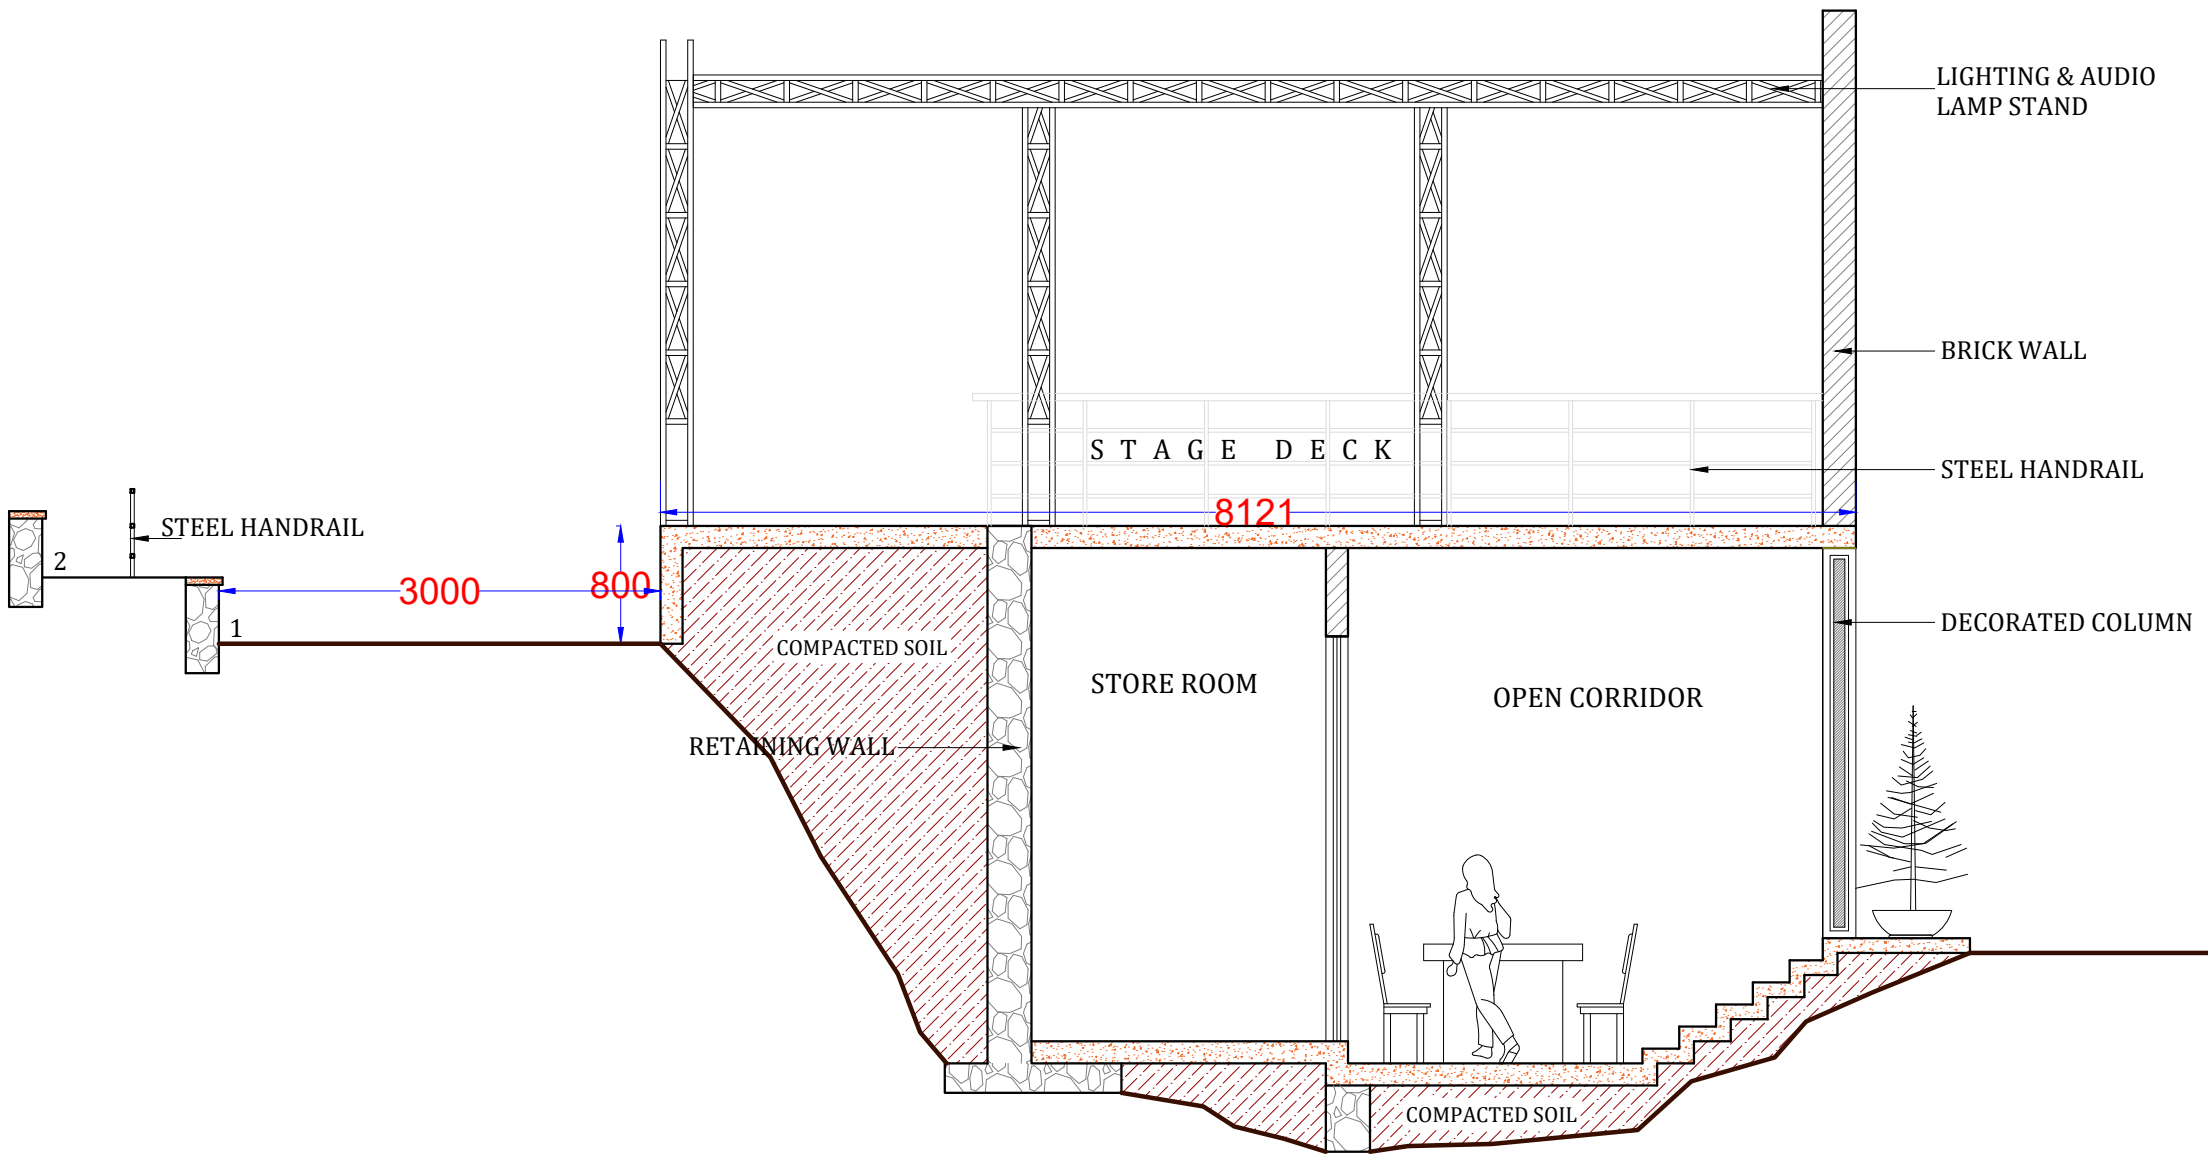 LIGHTING & AUDIO
LAMP STAND
BRICK WALL
STAGE DECK
STEEL HANDRAIL
8121
STEEL HANDRAIL
2
3000
800
1
DECORATED COLUMN
COMPACTED SOIL
STORE ROOM
OPEN CORRIDOR
RETAINING WALL
COMPACTED SOIL